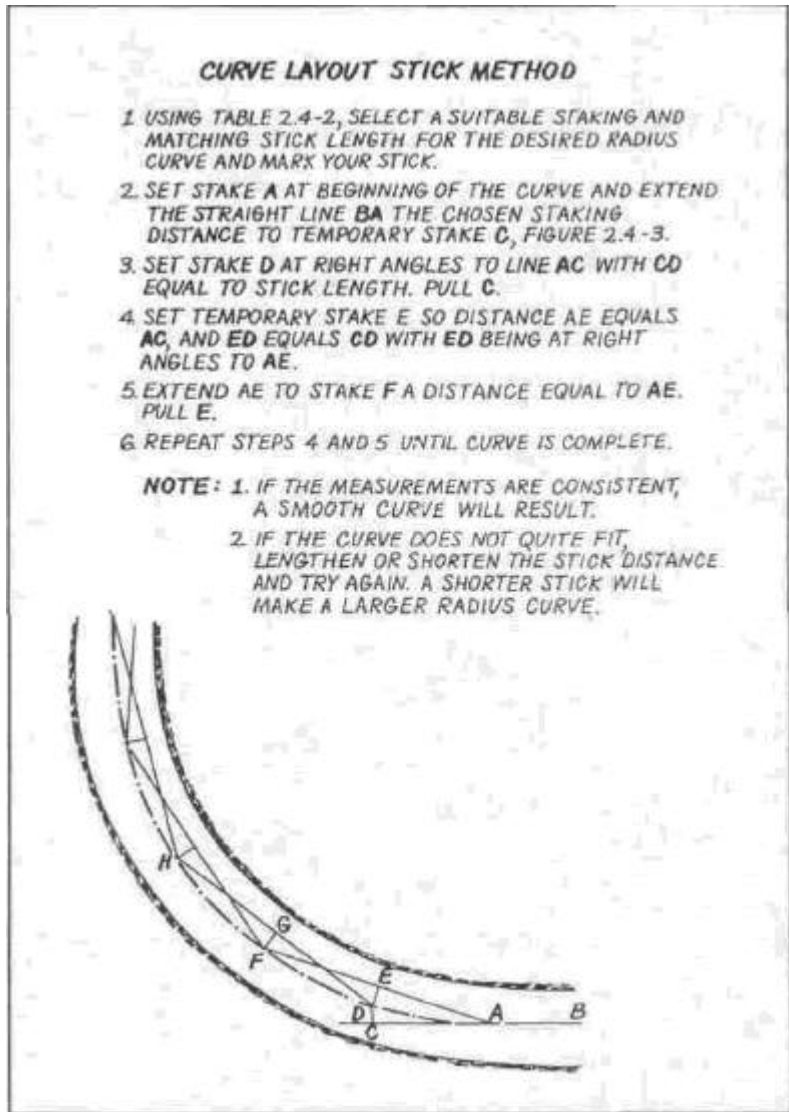 CURVE LAYOUT STICK METHOD
1 USING TABLE 2.4-2, SELECT A SUITABLE STAKING AND
MATCHING STICK LENGTH FOR THE DESIRED RADIUS
CURVE AND MARK YOUR STICK.
2. SET STAKE A AT BEGINNING OF THE CURVE AND EXTEND
THE STRAIGHT LINE BA THE CHOSEN STAKING
DISTANCE TO TEMPORARY STAKE C, FIGURE 2.4-3.
3. SET STAKE D AT RIGHT ANGLES TO LINE AC WITH CD
EQUAL TO STICK LENGTH. PULL C.
4. SET TEMPORARY STAKE E SO DISTANCE AE EQUALS
AC, AND ED EQUALS CD WITH ED BEING AT RIGHT
ANGLES TO AE.
5. EXTEND AE TO STAKE F A DISTANCE EQUAL TO AE.
PULL E.
6 REPEAT STEPS 4 AND 5 UNTIL CURVE IS COMPLETE.
NOTE: 1. IF THE MEASUREMENTS ARE CONSISTENT,
A SMOOTH CURVE WILL RESULT.
2. IF THE CURVE DOES NOT QUITE FIT,
LENGTHEN OR SHORTEN THE STICK DISTANCE
AND TRY AGAIN. A SHORTER STICK WILL
MAKE A LARGER RADIUS CURVE.
H
G
F
E
D
A
B
C